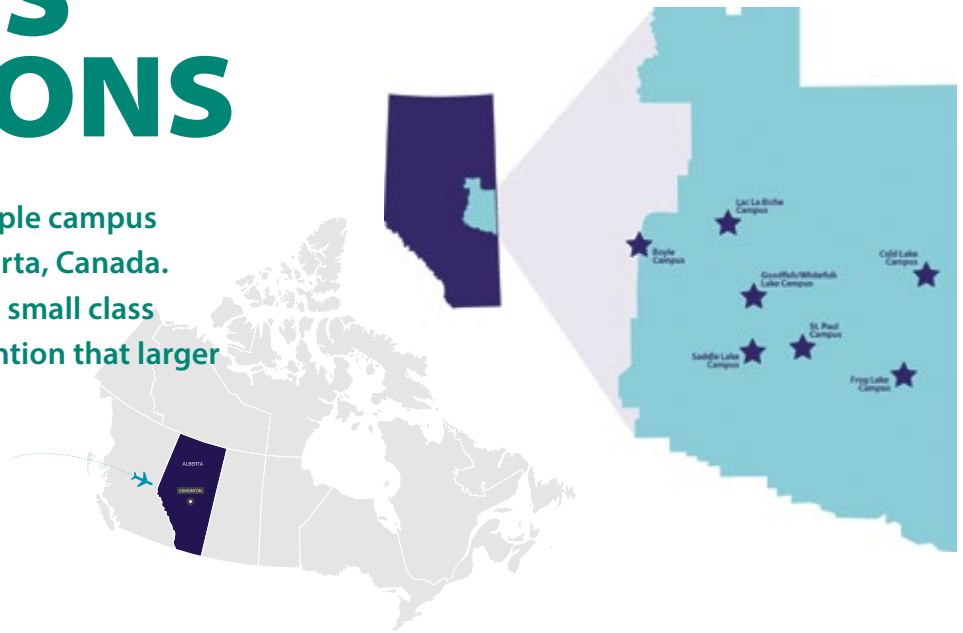 S
ONS
ple campus
rta, Canada.
small class
ntion that larger
ALBERTA
EDMONTON
Lac La Biche
Campus
Boyle
Campus
Cold Lake
Campus
Goodfish/Whitefish
Lake Campus
St. Paul
Campus
Saddle Lake
Campus
Frog Lake
Campus